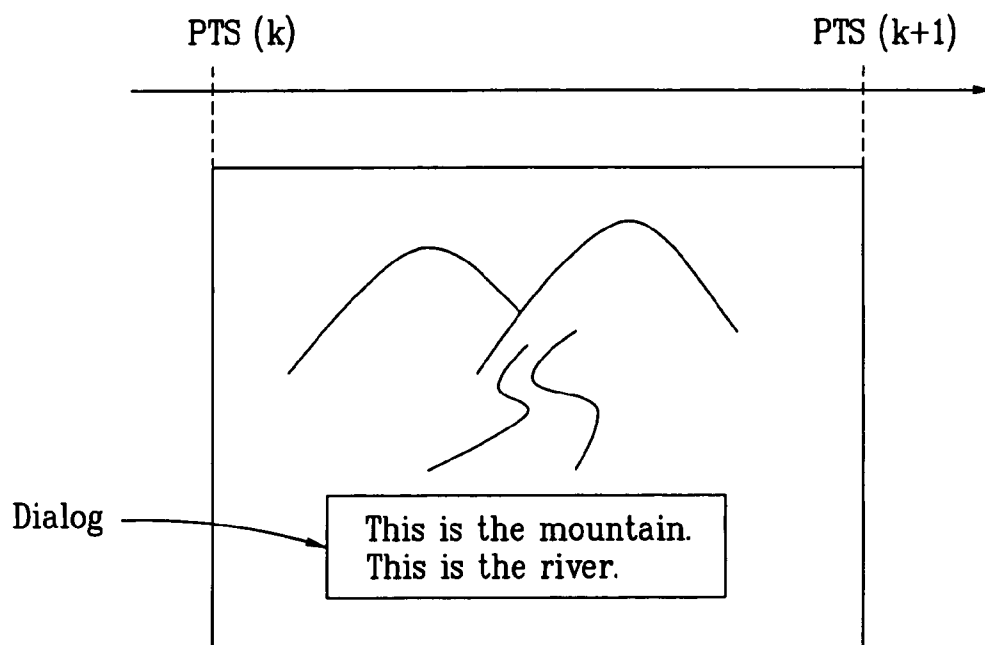 PTS (k)
PTS (k+1)
Dialog
This is the mountain.
This is the river.